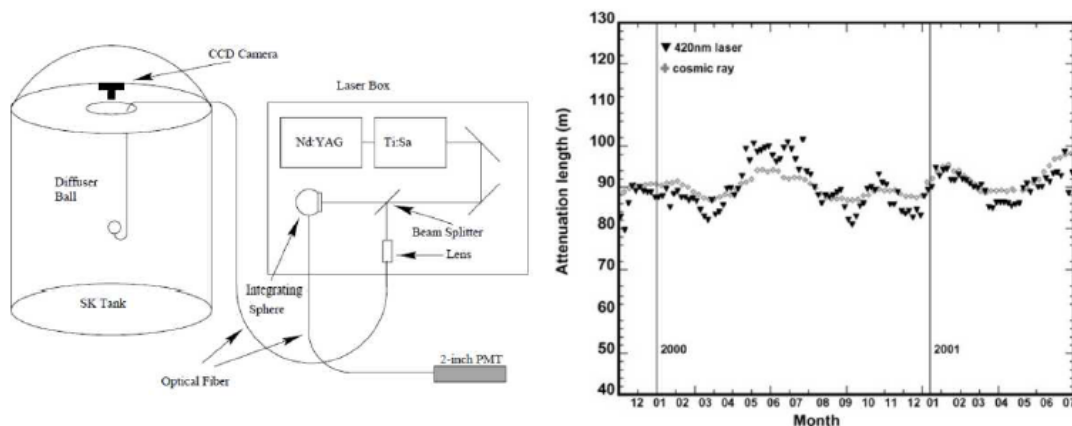 CCD Camera
Laser Box
Nd:YAG
Ti:Sa
Diffuser
Ball
Beam Splitter
Lens
Integrating
Sphere
SK Tank
Optical Fiber
2-inch PMT
130
120
110
100
90
80
70
60
50
40
Attenuation length (m)
420nm laser
cosmic ray
2000
2001
12 01 02 03 04 05 06 07 08 09 10 11 12 01 02 03 04 05 06 07
Month